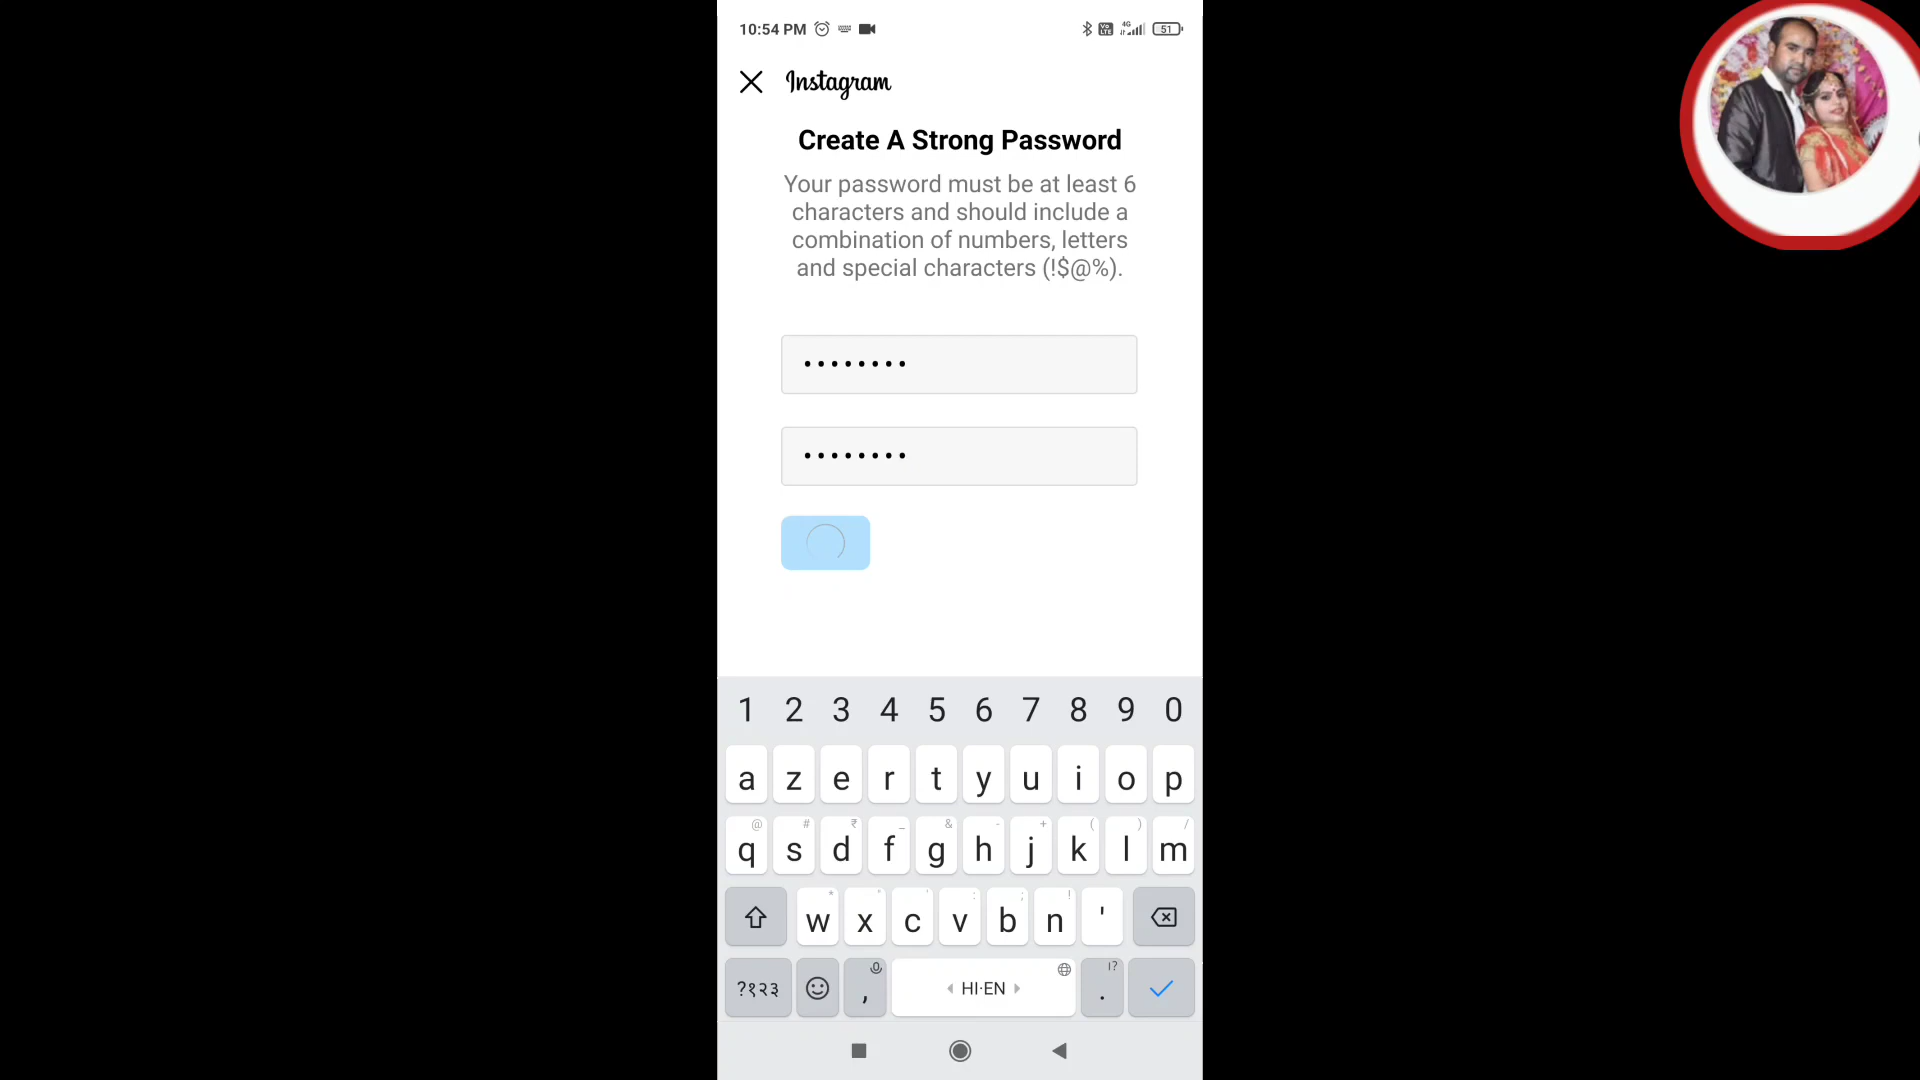 10:54 PM
4G
51
Instagram
Create A Strong Password
Your password must be at least 6
characters and should include a
combination of numbers, letters
and special characters (!$@%).
••••••••
••••••••
1 2 3 4 5 6 7 8 9 0
a z e r t y u i o p
@ # ₹ _ & - + ( ) /
q s d f g h j k l m
* " ' : ; !
w x c v b n '
!?
?१२३ , HI·EN .